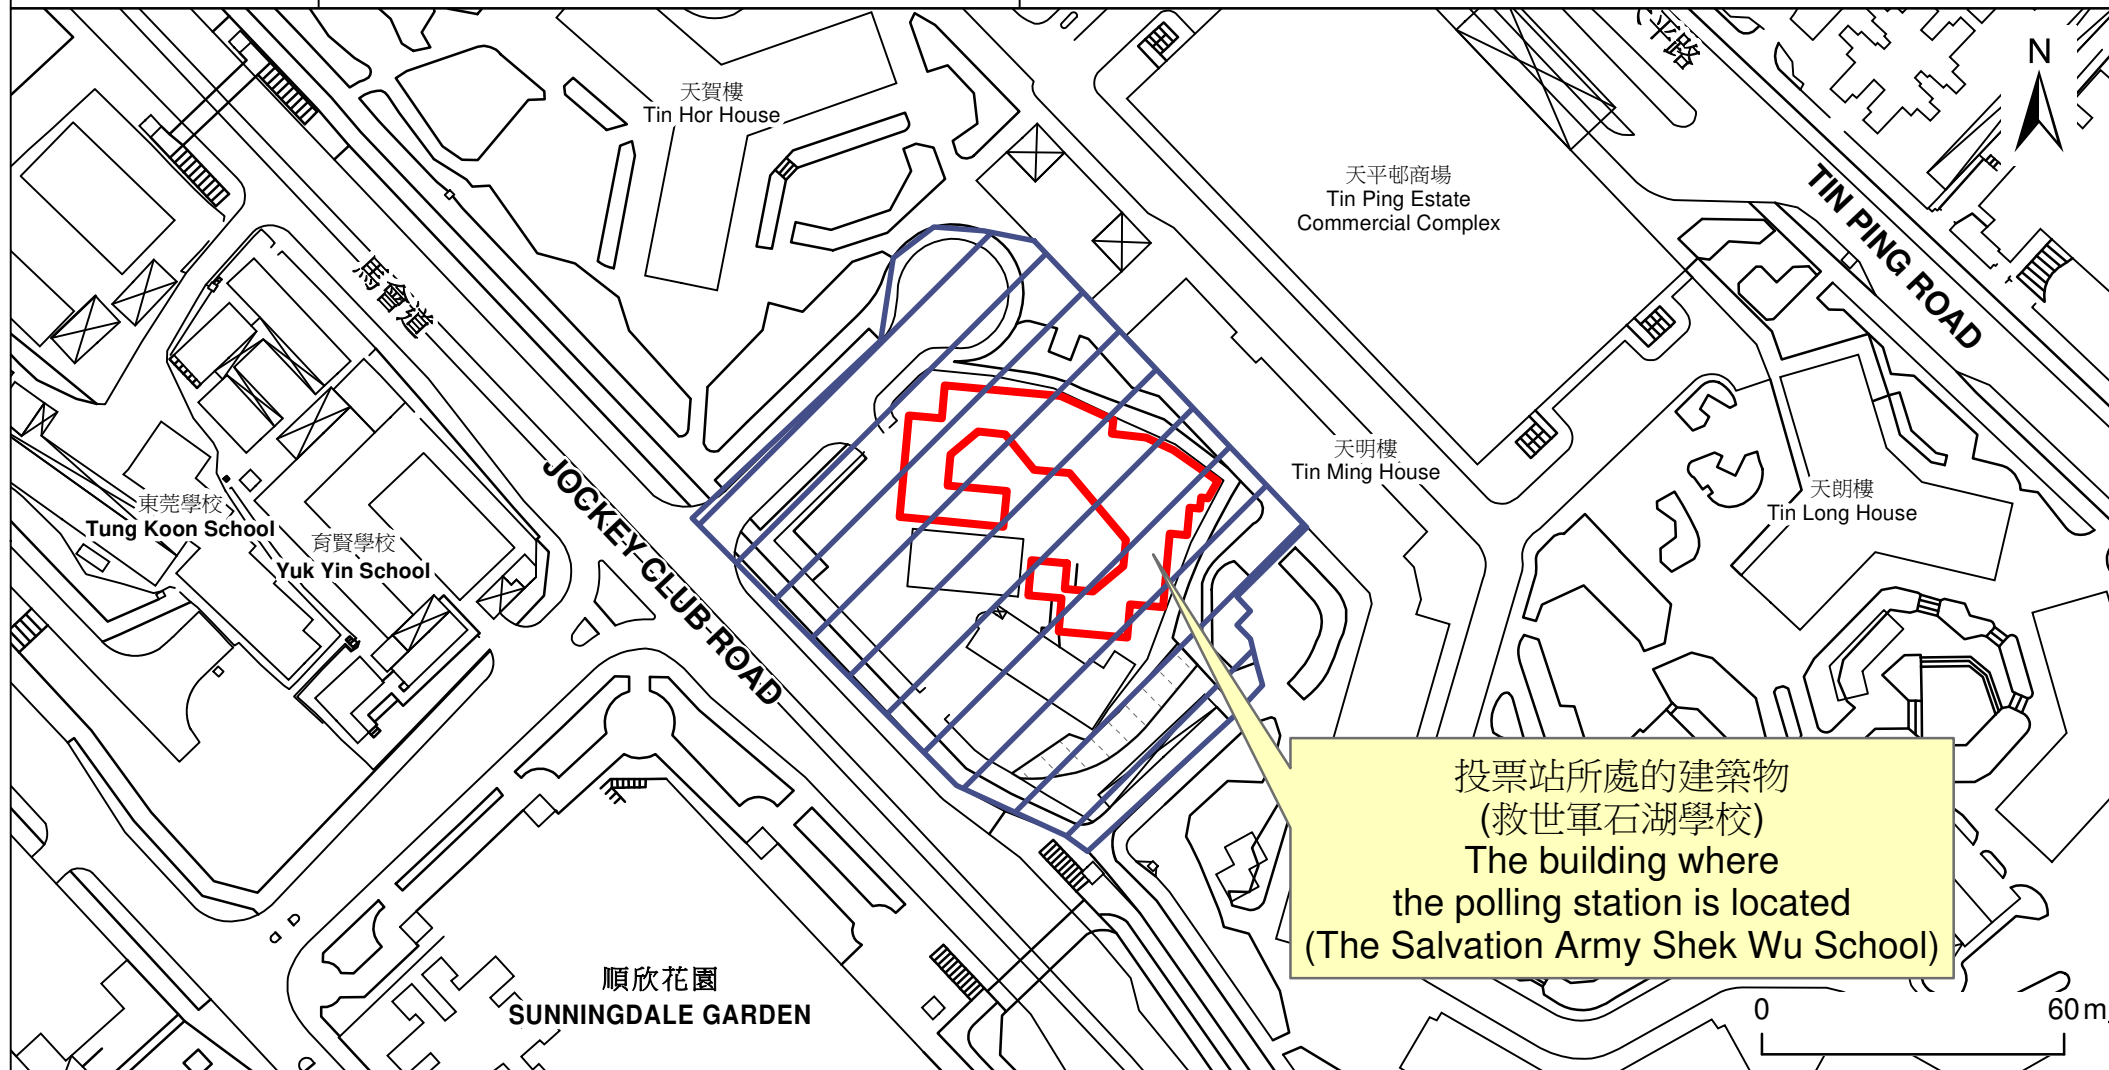 天賀樓
Tin Hor House
平路
N
天平邨商場
Tin Ping Estate
Commercial Complex
TIN PING ROAD
馬會道
天明樓
Tin Ming House
天朗樓
Tin Long House
東莞學校
Tung Koon School
育賢學校
Yuk Yin School
JOCKEY CLUB ROAD
投票站所處的建築物
(救世軍石湖學校)
The building where
the polling station is located
(The Salvation Army Shek Wu School)
順欣花園
SUNNINGDALE GARDEN
0 60 m